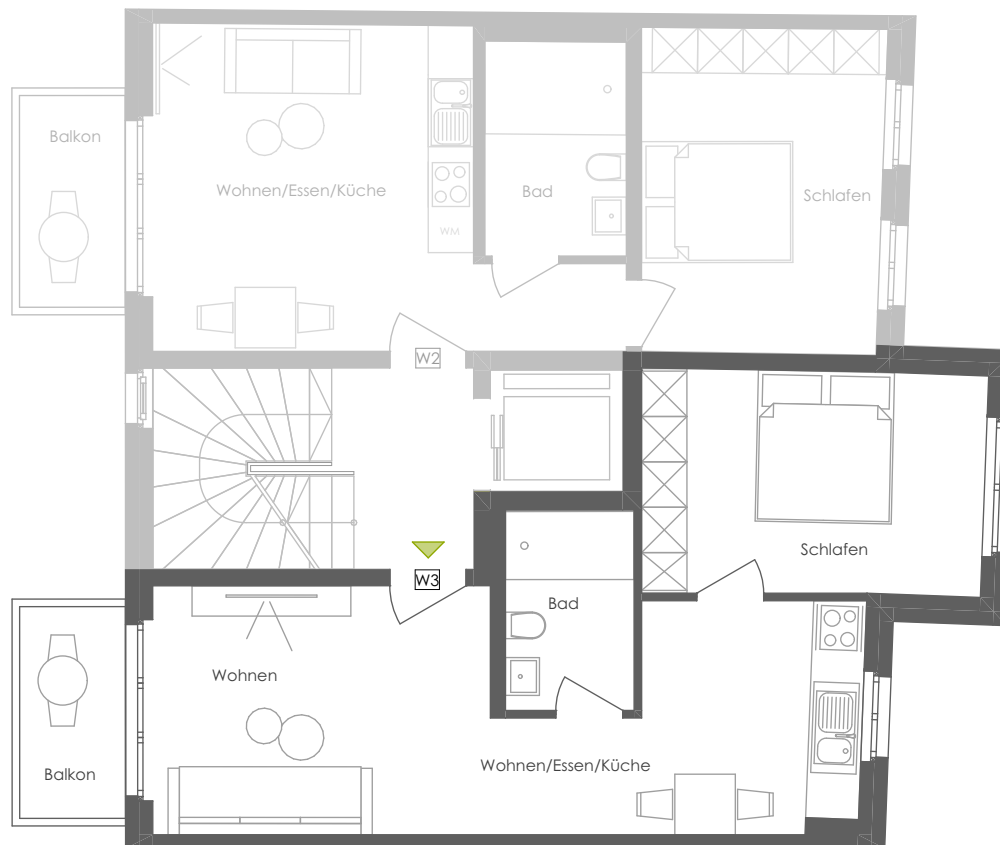 Balkon
Wohnen/Essen/Küche
Bad
Schlafen
WM
W2
Schlafen
W3
Bad
Wohnen
Wohnen/Essen/Küche
Balkon